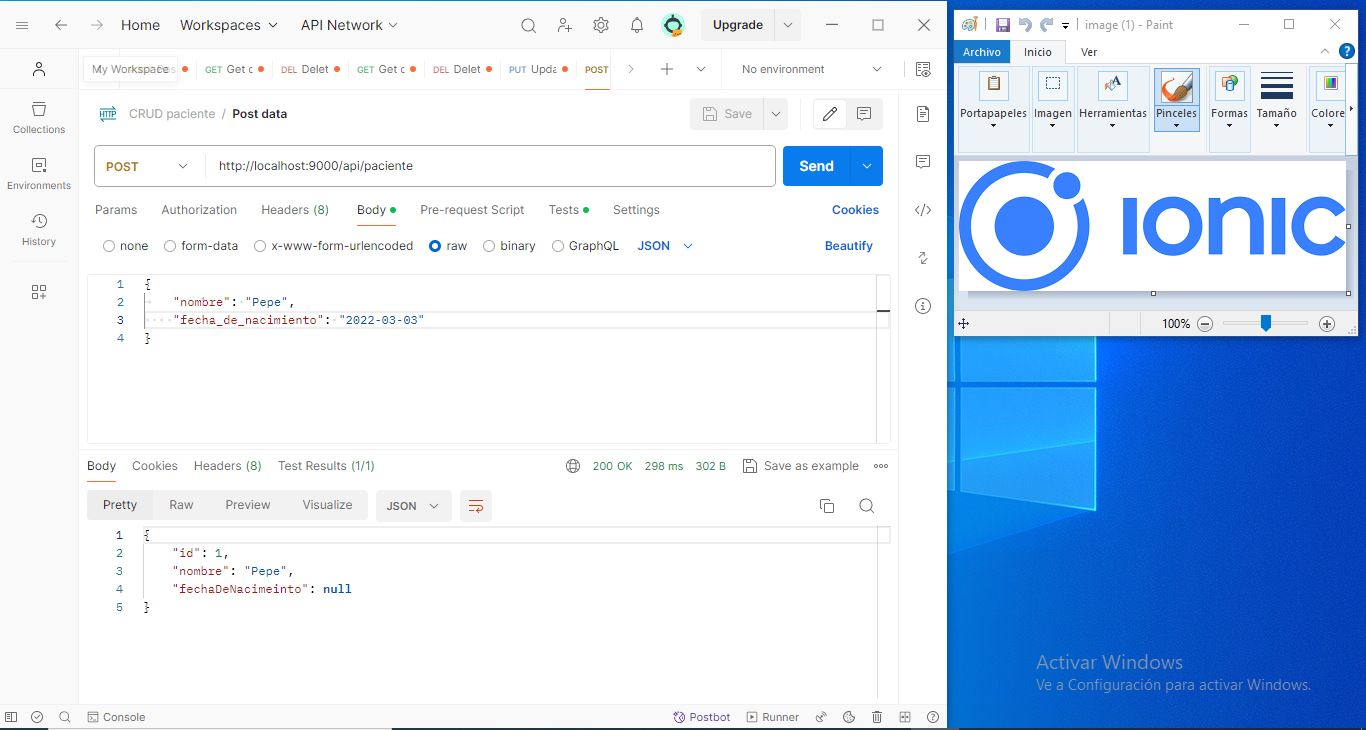 Home Workspaces API Network Upgrade
My Workspace GET Get c DEL Delet GET Get c DEL Delet PUT Upda POST No environment
CRUD paciente / Post data Save
POST http://localhost:9000/api/paciente Send
Params Authorization Headers (8) Body Pre-request Script Tests Settings Cookies
none form-data x-www-form-urlencoded raw binary GraphQL JSON Beautify
1 {
2 "nombre": "Pepe",
3 "fecha_de_nacimiento": "2022-03-03"
4 }
Collections
Environments
History
HTTP
Body Cookies Headers (8) Test Results (1/1) 200 OK 298 ms 302 B Save as example
Pretty Raw Preview Visualize JSON
1 {
2 "id": 1,
3 "nombre": "Pepe",
4 "fechaDeNacimeinto": null
5 }
Console Postbot Runner
image (1) - Paint
Archivo Inicio Ver
Portapapeles Imagen Herramientas Pinceles Formas Tamaño Colore
ionic
100%
Activar Windows
Ve a Configuración para activar Windows.